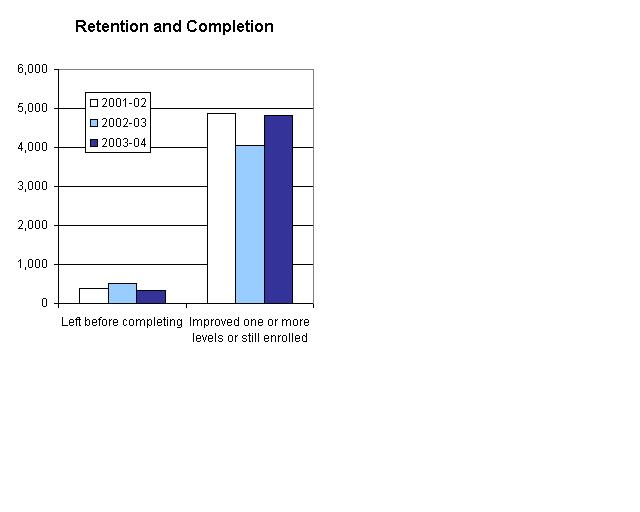 Retention and Completion
6,000
5,000
4,000
3,000
2,000
1,000
0
2001-02
2002-03
2003-04
Left before completing
Improved one or more
levels or still enrolled